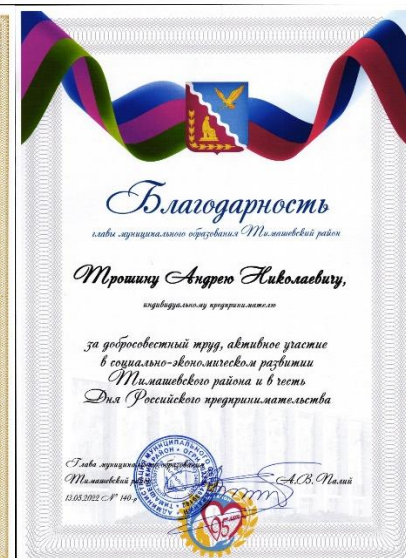 Благодарность
главы муниципального образования Тимашевский район
Трошину Андрею Николаевичу,
индивидуальному предпринимателю
за добросовестный труд, активное участие
в социально-экономическом развитии
Тимашевского района и в честь
Дня Российского предпринимательства
Глава муниципального образования
Тимашевский район
А.В. Палий
13.05.2022 № 140-р
95